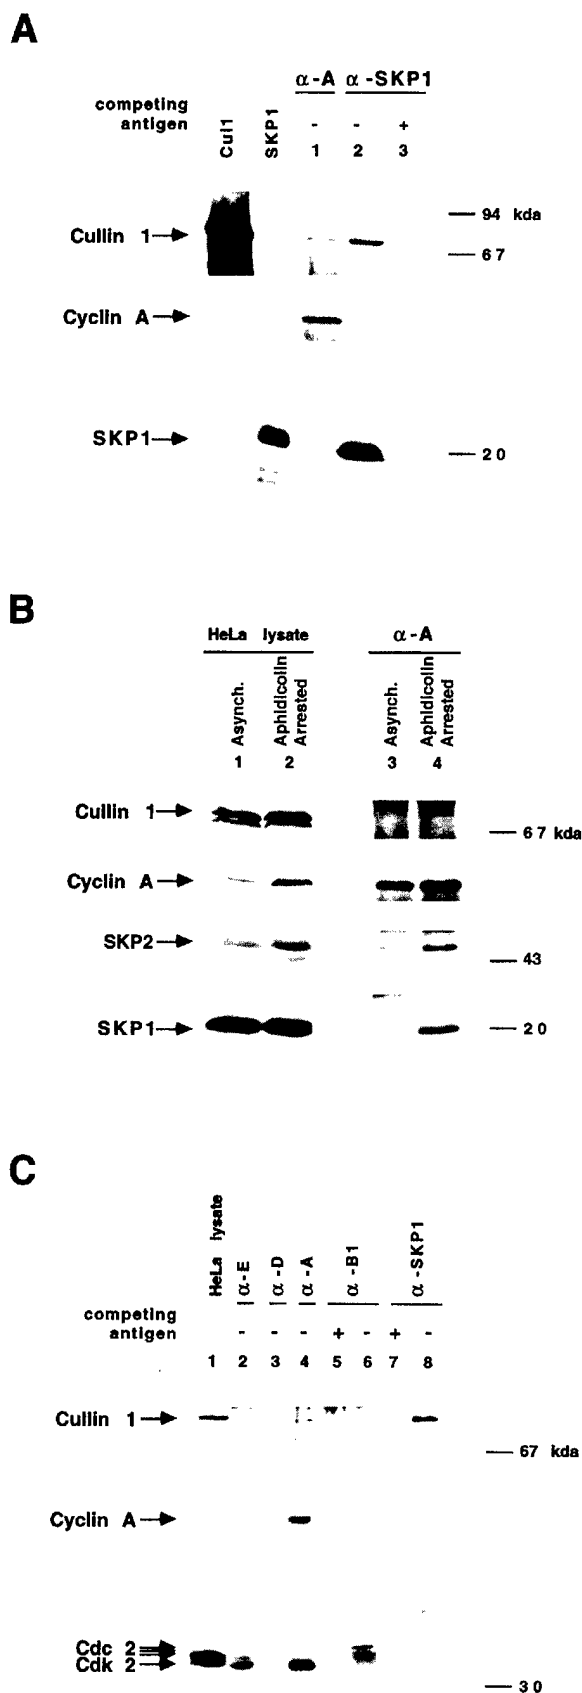 A
α-A α-SKP1
competing
antigen
Cul1
SKP1
- - +
1 2 3
94 kda
Cullin 1
67
Cyclin A
SKP1
20
B
HeLa lysate
α-A
Asynch.
Aphidicolin
Arrested
Asynch.
Aphidicolin
Arrested
1 2 3 4
Cullin 1
67 kda
Cyclin A
SKP2
43
SKP1
20
C
HeLa lysate
α-E
α-D
α-A
α-B1
α-SKP1
competing
antigen
- - - + - + -
1 2 3 4 5 6 7 8
Cullin 1
67 kda
Cyclin A
Cdc 2
Cdk 2
30